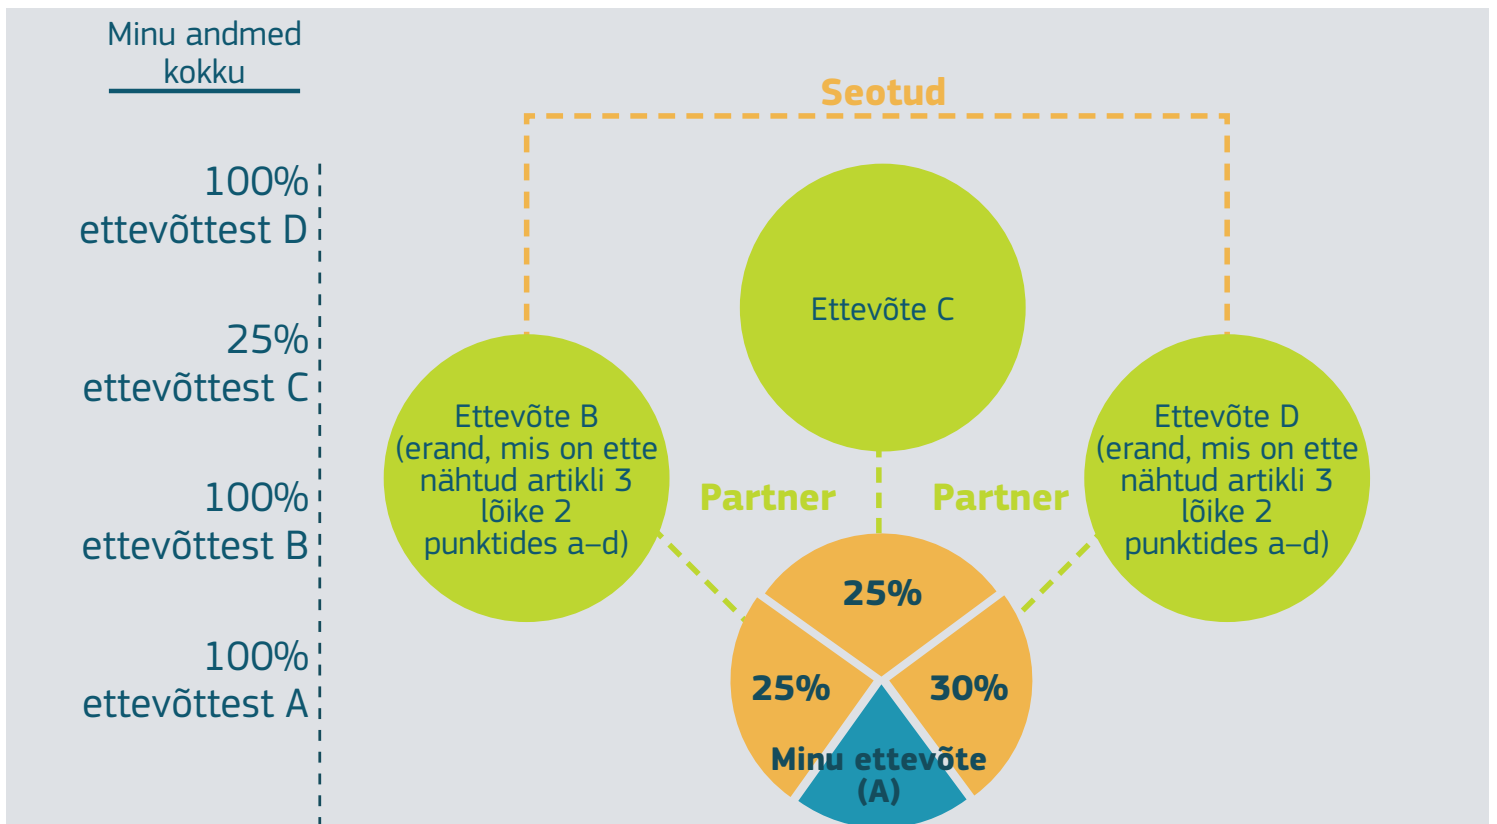 Minu andmed
kokku
100%
ettevõttest D
25%
ettevõttest C
100%
ettevõttest B
100%
ettevõttest A
Seotud
Ettevõte C
Ettevõte B
(erand, mis on ette
nähtud artikli 3
lõike 2
punktides a–d)
Partner
Partner
Ettevõte D
(erand, mis on ette
nähtud artikli 3
lõike 2
punktides a–d)
25%
25%
30%
Minu ettevõte
(A)